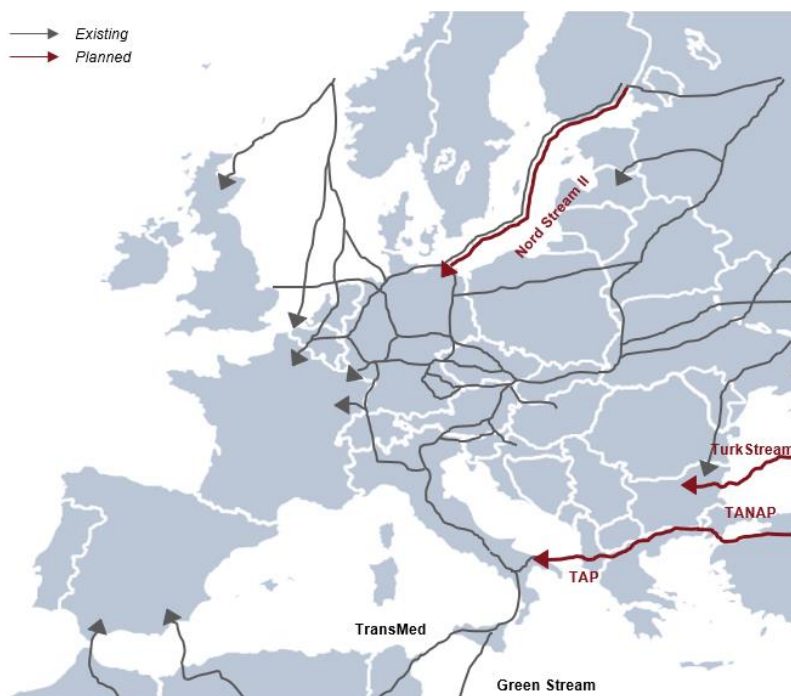 Existing
Planned
Nord Stream II
TurkStream
TANAP
TAP
TransMed
Green Stream